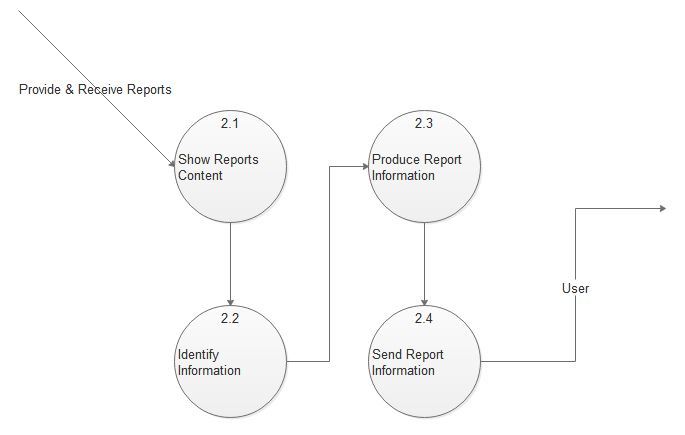 Provide & Receive Reports
2.1
Show Reports
Content
2.3
Produce Report
Information
2.2
Identify
Information
2.4
Send Report
Information
User